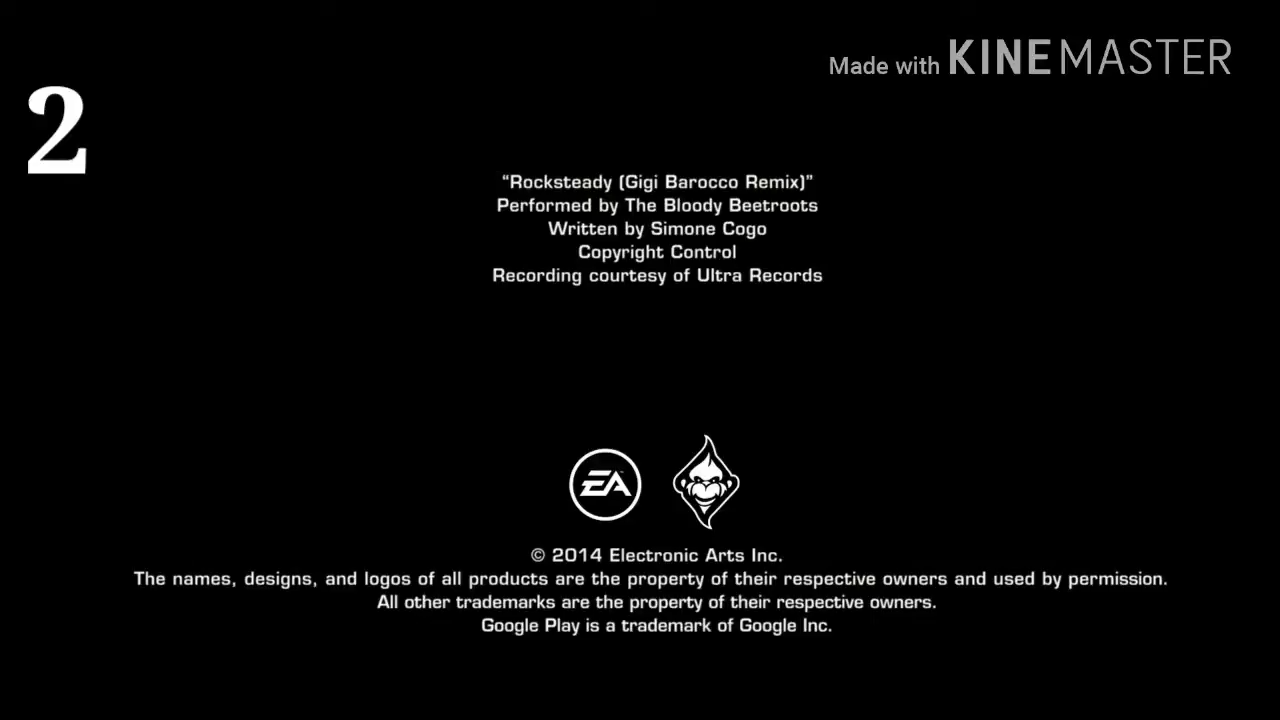 Made with KINEMASTER
2
“Rocksteady (Gigi Barocco Remix)”
Performed by The Bloody Beetroots
Written by Simone Cogo
Copyright Control
Recording courtesy of Ultra Records
EA
© 2014 Electronic Arts Inc.
The names, designs, and logos of all products are the property of their respective owners and used by permission.
All other trademarks are the property of their respective owners.
Google Play is a trademark of Google Inc.